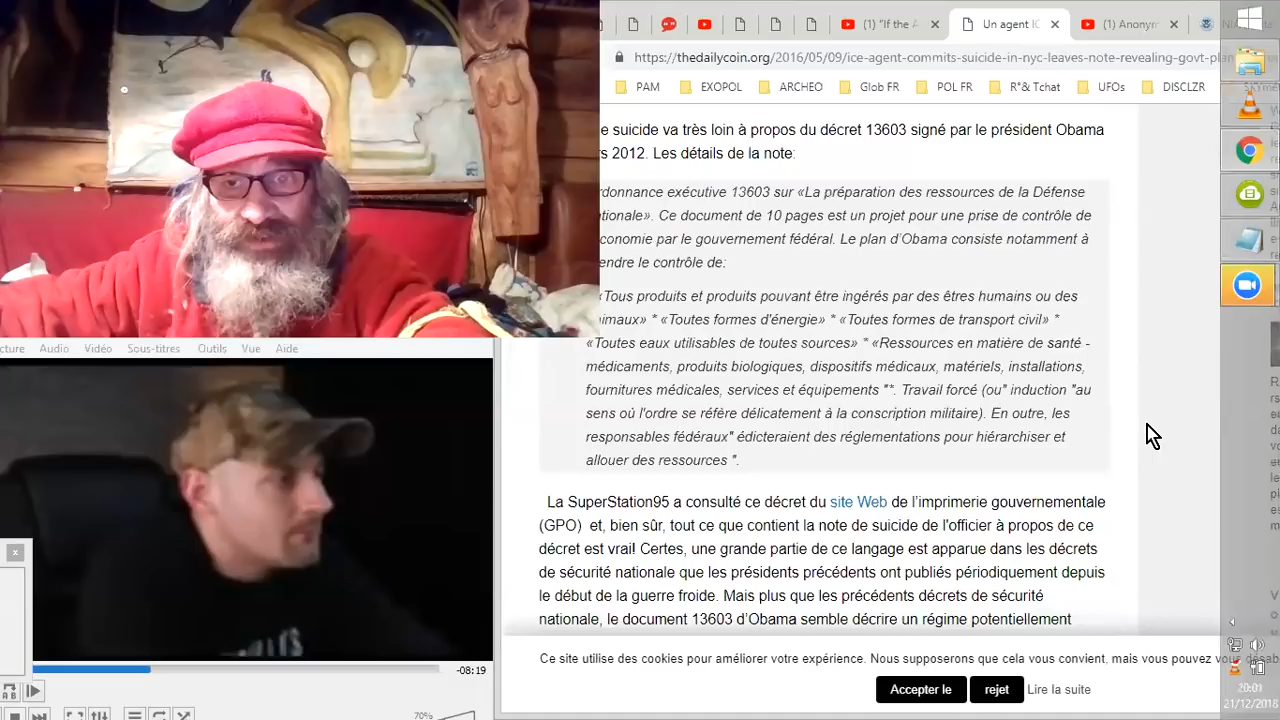 (1) "If the A
Un agent IC
(1) Anonym
https://thedailycoin.org/2016/05/09/ice-agent-commits-suicide-in-nyc-leaves-note-revealing-govt-plan
PAM EXOPOL ARCHEO Glob FR POL FR R°& Tchat UFOs DISCLZR
e suicide va très loin à propos du décret 13603 signé par le président Obama
rs 2012. Les détails de la note:
rdonnance exécutive 13603 sur «La préparation des ressources de la Défense
tionale». Ce document de 10 pages est un projet pour une prise de contrôle de
conomie par le gouvernement fédéral. Le plan d'Obama consiste notamment à
endre le contrôle de:
«Tous produits et produits pouvant être ingérés par des êtres humains ou des
imaux» * «Toutes formes d'énergie» * «Toutes formes de transport civil» *
«Toutes eaux utilisables de toutes sources» * «Ressources en matière de santé -
médicaments, produits biologiques, dispositifs médicaux, matériels, installations,
fournitures médicales, services et équipements "*. Travail forcé (ou" induction "au
sens où l'ordre se réfère délicatement à la conscription militaire). En outre, les
responsables fédéraux" édicteraient des réglementations pour hiérarchiser et
allouer des ressources ".
La SuperStation95 a consulté ce décret du site Web de l'imprimerie gouvernementale
(GPO) et, bien sûr, tout ce que contient la note de suicide de l'officier à propos de ce
décret est vrai! Certes, une grande partie de ce langage est apparue dans les décrets
de sécurité nationale que les présidents précédents ont publiés périodiquement depuis
le début de la guerre froide. Mais plus que les précédents décrets de sécurité
nationale, le document 13603 d'Obama semble décrire un régime potentiellement
Ce site utilise des cookies pour améliorer votre expérience. Nous supposerons que cela vous convient, mais vous pouvez vous
Accepter le rejet Lire la suite
cture Audio Vidéo Sous-titres Outils Vue Aide
-08:19
70%
20:01
21/12/2018